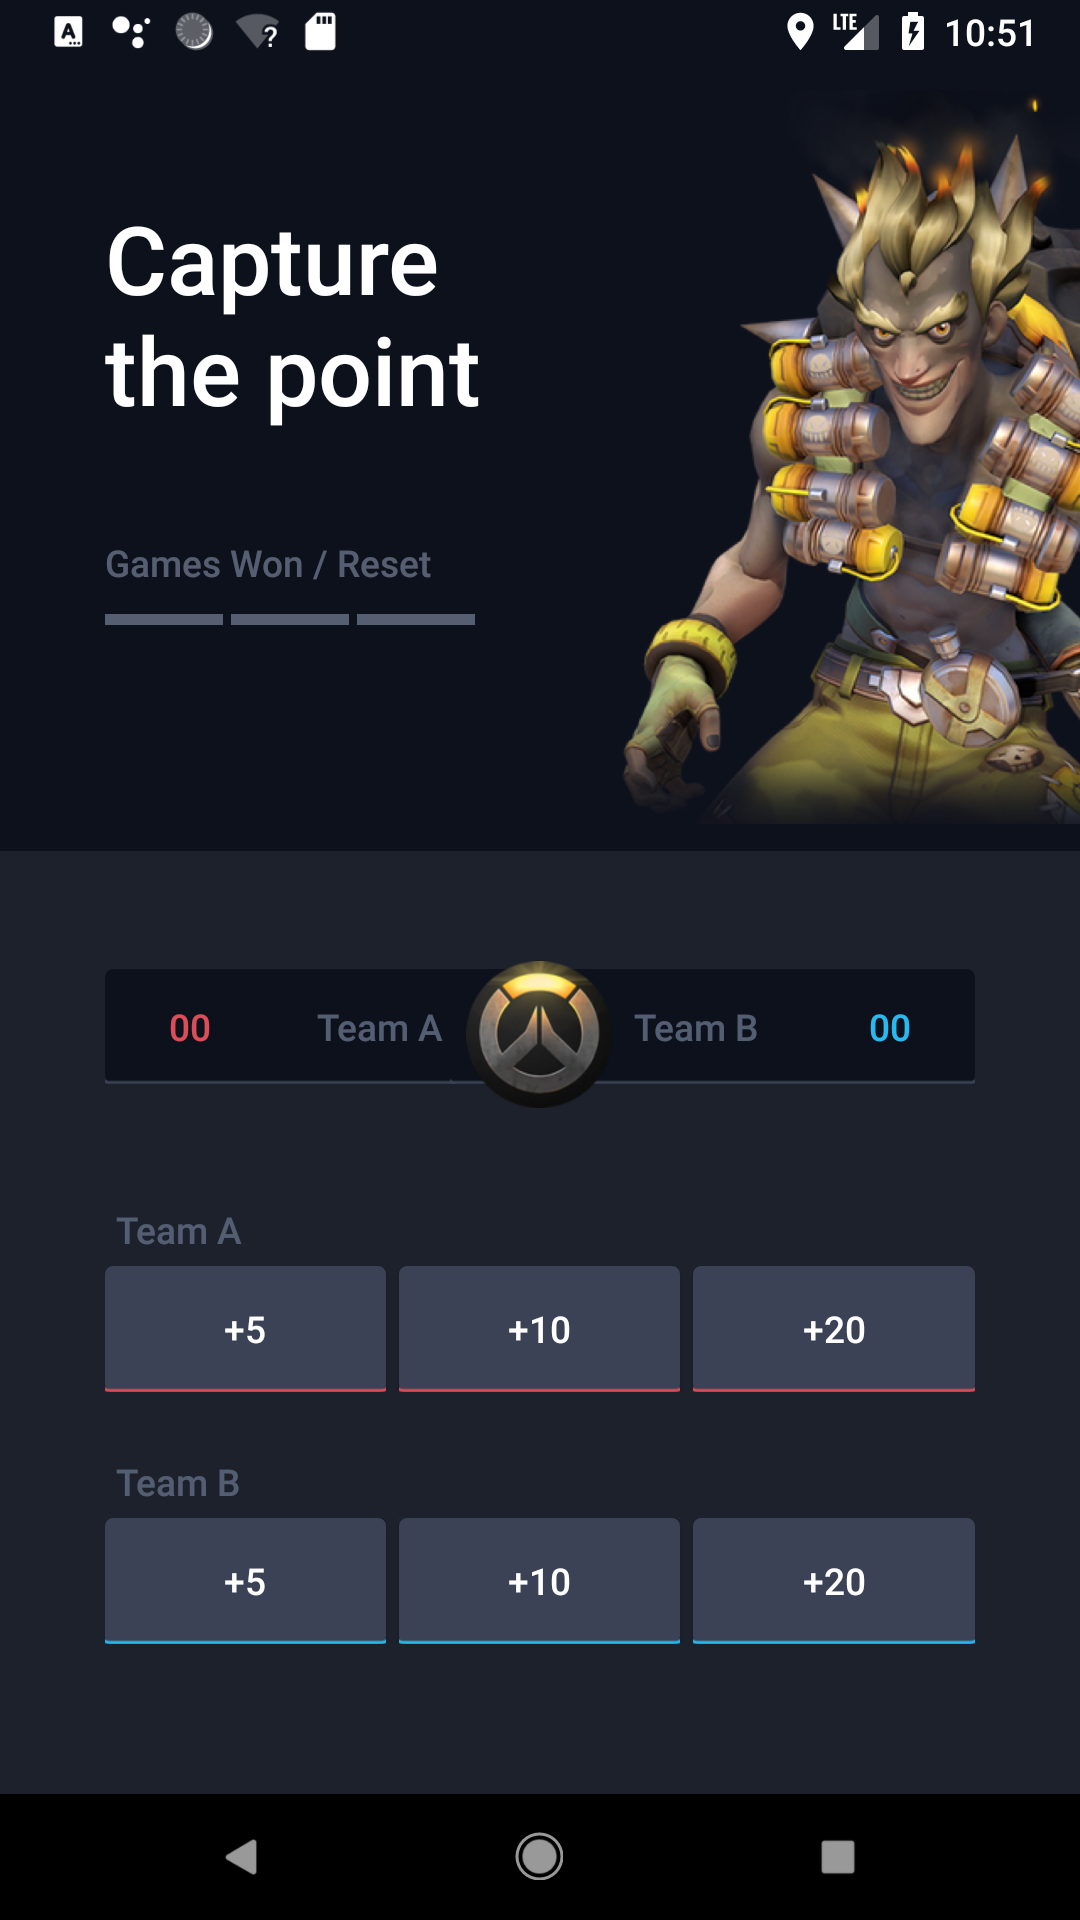 A LTE 10:51
Capture
the point
Games Won / Reset
00 Team A Team B 00
Team A
+5 +10 +20
Team B
+5 +10 +20